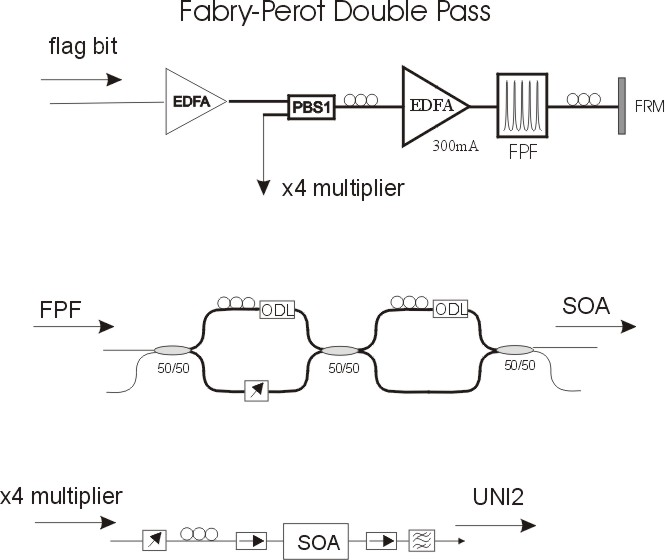 Fabry-Perot Double Pass
flag bit
EDFA
PBS1
EDFA
300mA
FPF
FRM
x4 multiplier
FPF
ODL
ODL
SOA
50/50
50/50
50/50
x4 multiplier
SOA
UNI2